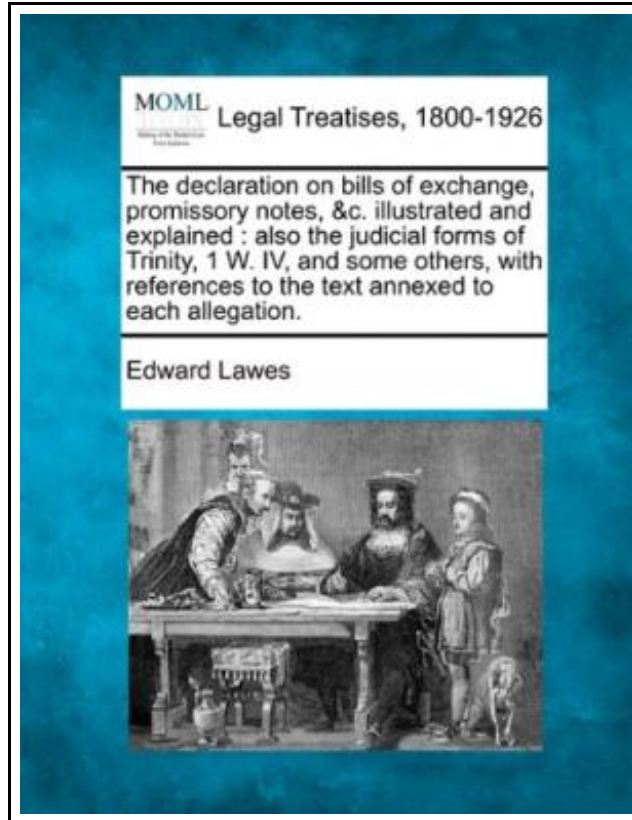 MOML
Legal Treatises, 1800-1926
The declaration on bills of exchange,
promissory notes, &c. illustrated and
explained : also the judicial forms of
Trinity, 1 W. IV, and some others, with
references to the text annexed to
each allegation.
Edward Lawes